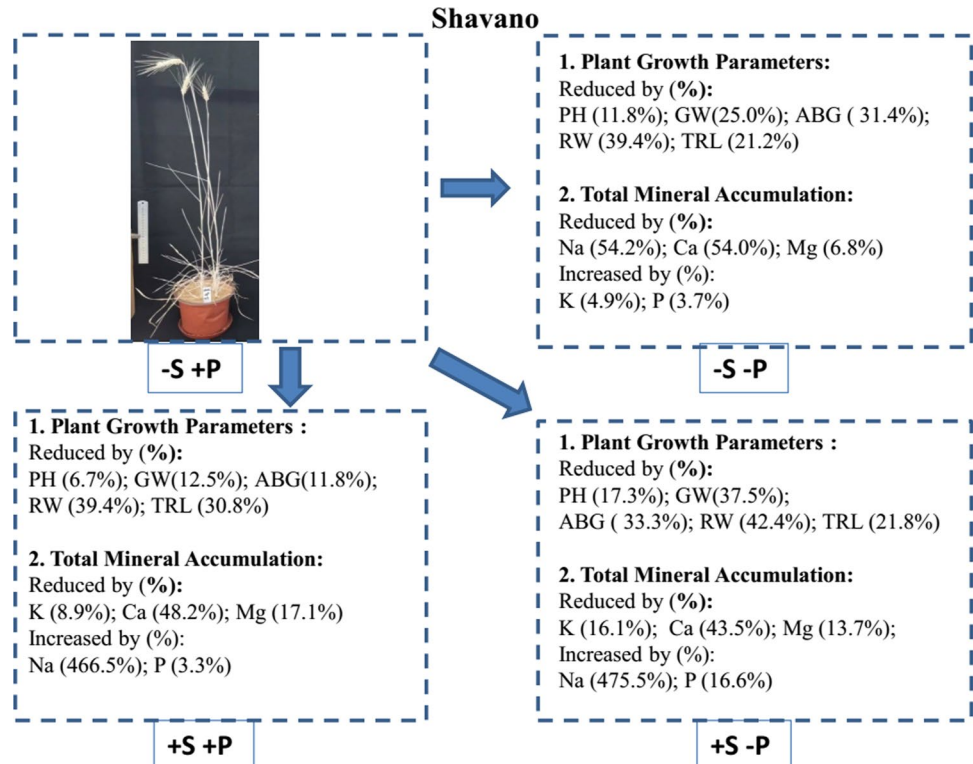 Shavano
-S +P
1. Plant Growth Parameters:
Reduced by (%):
PH (11.8%); GW(25.0%); ABG ( 31.4%);
RW (39.4%); TRL (21.2%)
2. Total Mineral Accumulation:
Reduced by (%):
Na (54.2%); Ca (54.0%); Mg (6.8%)
Increased by (%):
K (4.9%); P (3.7%)
-S -P
1. Plant Growth Parameters :
Reduced by (%):
PH (6.7%); GW(12.5%); ABG(11.8%);
RW (39.4%); TRL (30.8%)
2. Total Mineral Accumulation:
Reduced by (%):
K (8.9%); Ca (48.2%); Mg (17.1%)
Increased by (%):
Na (466.5%); P (3.3%)
+S +P
1. Plant Growth Parameters :
Reduced by (%):
PH (17.3%); GW(37.5%);
ABG ( 33.3%); RW (42.4%); TRL (21.8%)
2. Total Mineral Accumulation:
Reduced by (%):
K (16.1%); Ca (43.5%); Mg (13.7%);
Increased by (%):
Na (475.5%); P (16.6%)
+S -P